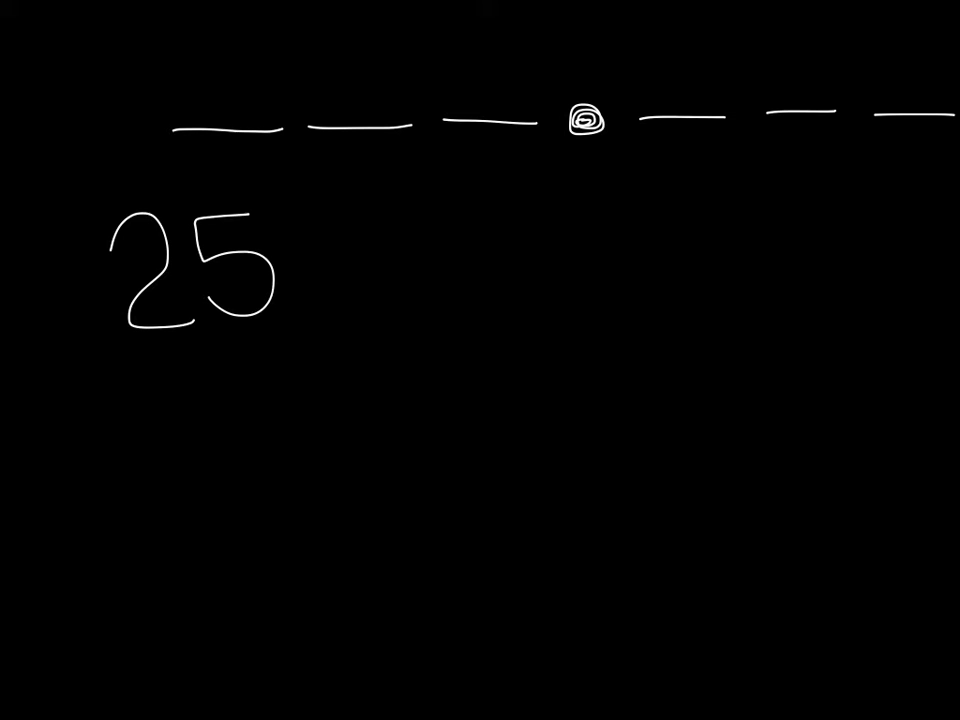 _ _ _ . _ _ _
25